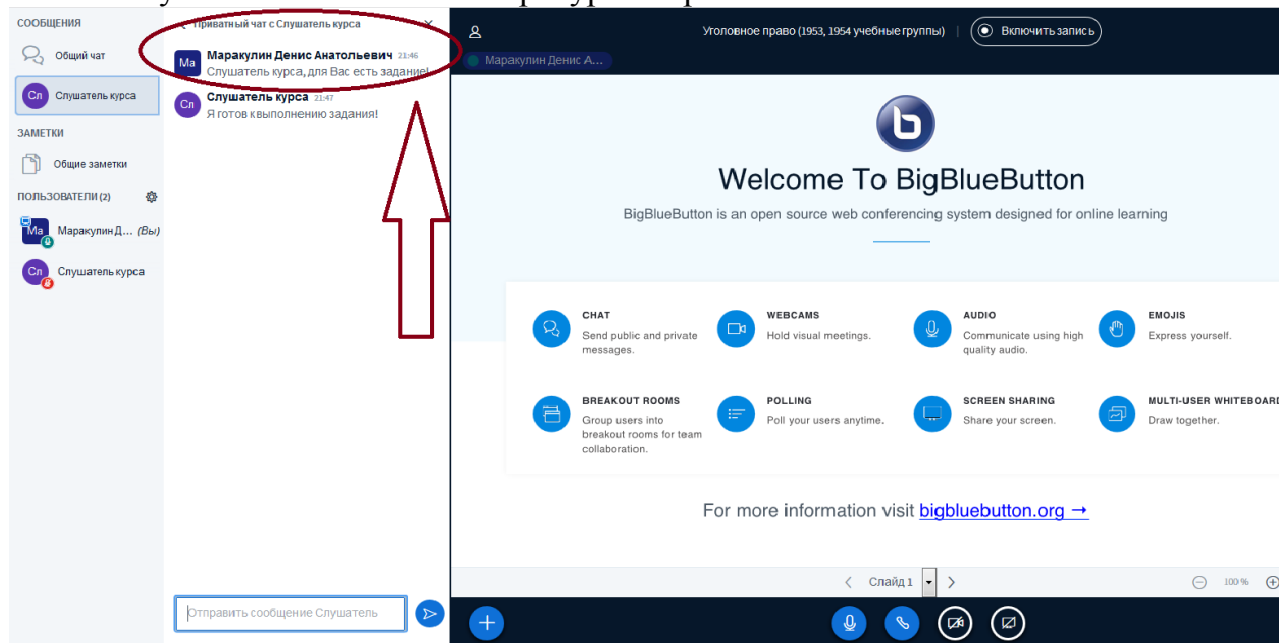 СООБЩЕНИЯ
Общий чат
Сл Слушатель курса
ЗАМЕТКИ
Общие заметки
ПОЛЬЗОВАТЕЛИ (2)
Ма Маракулин Д... (Вы)
Сл Слушатель курса
Приватный чат с Слушатель курса
Ма Маракулин Денис Анатольевич 21:46
Слушатель курса, для Вас есть задание!
Сл Слушатель курса 21:47
Я готов к выполнению задания!
Отправить сообщение Слушатель
Уголовное право (1953, 1954 учебные группы) | Включить запись
Маракулин Денис А...
b
Welcome To BigBlueButton
BigBlueButton is an open source web conferencing system designed for online learning
CHAT
Send public and private
messages.
WEBCAMS
Hold visual meetings.
AUDIO
Communicate using high
quality audio.
EMOJIS
Express yourself.
BREAKOUT ROOMS
Group users into
breakout rooms for team
collaboration.
POLLING
Poll your users anytime.
SCREEN SHARING
Share your screen.
MULTI-USER WHITEBOARD
Draw together.
For more information visit bigbluebutton.org →
Слайд 1
100 %